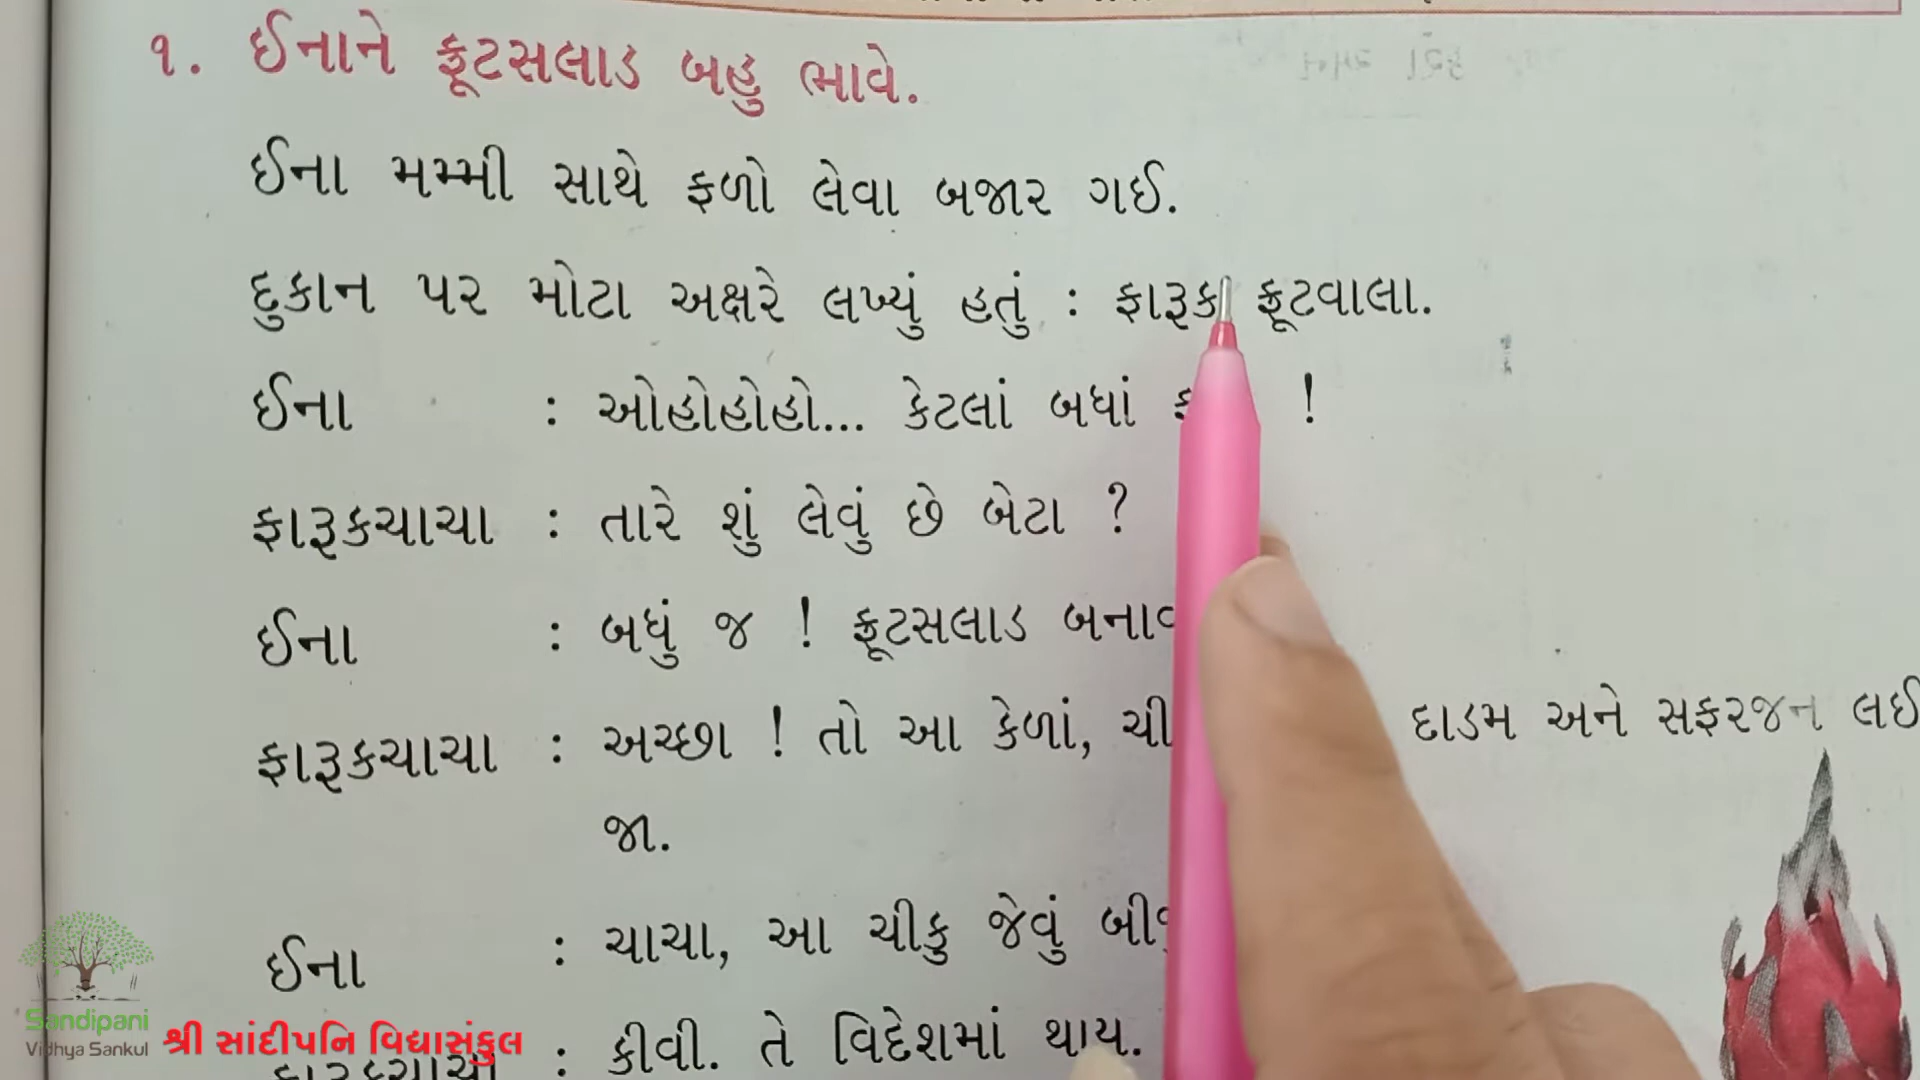 ૧. ઈનાને ફ્રૂટસલાડ બહુ ભાવે.
ઈના મમ્મી સાથે ફળો લેવા બજાર ગઈ.
દુકાન પર મોટા અક્ષરે લખ્યું હતું : ફારૂક ફ્રૂટવાલા.
ઈના : ઓહોહોહો... કેટલાં બધાં !
ફારૂકચાચા : તારે શું લેવું છે બેટા ?
ઈના : બધું જ ! ફ્રૂટસલાડ
ફારૂકચાચા : અચ્છા ! તો આ કેળાં, દાડમ અને સફરજન લઈ
જા.
ઈના : ચાચા, આ ચીકુ જેવું
ફારૂકચાચા : કીવી. તે વિદેશમાં થાય.
Sandipani
Vidhya Sankul
શ્રી સાંદીપનિ વિદ્યાસંકુલ